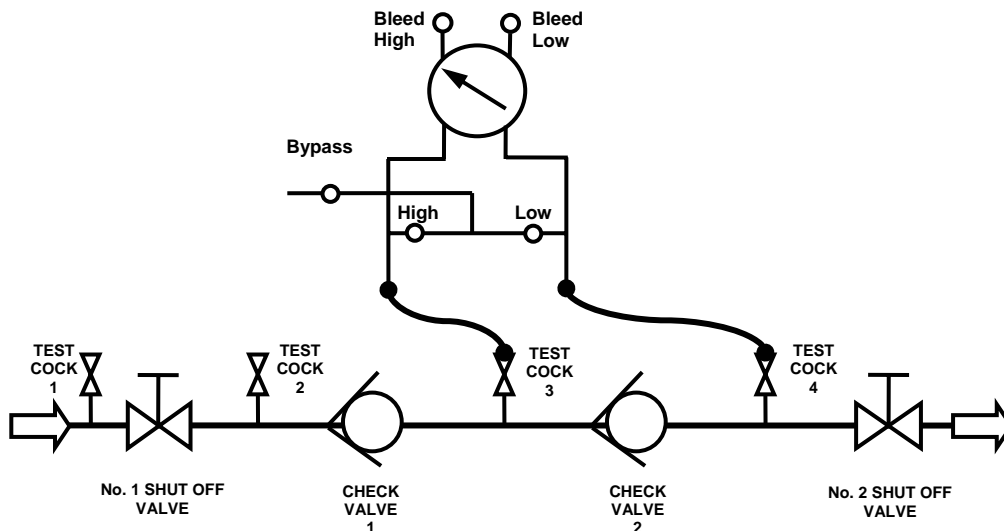 Bleed
High
Bleed
Low
Bypass
High
Low
TEST
COCK
1
TEST
COCK
2
TEST
COCK
3
TEST
COCK
4
No. 1 SHUT OFF
VALVE
CHECK
VALVE
1
CHECK
VALVE
2
No. 2 SHUT OFF
VALVE